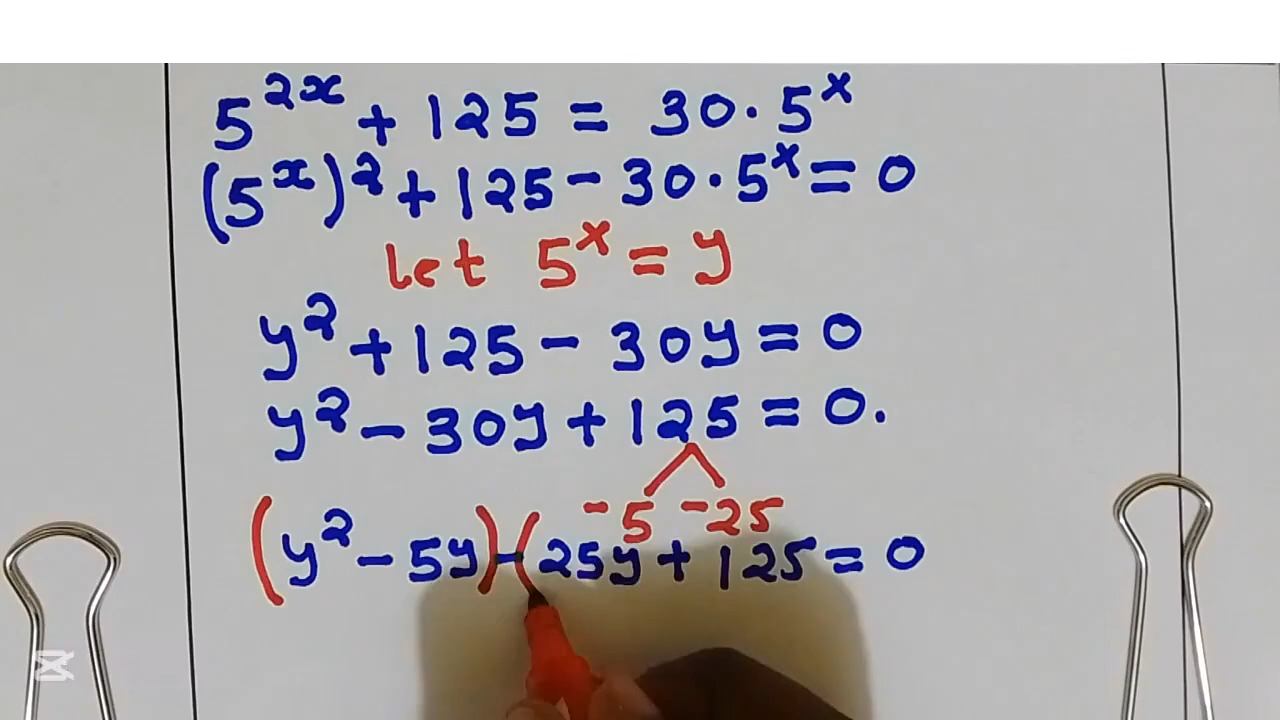 5^{2x} + 125 = 30 · 5^x
(5^x)^2 + 125 - 30 · 5^x = 0
let 5^x = y
y^2 + 125 - 30y = 0
y^2 - 30y + 125 = 0.
-5 -25
(y^2 - 5y) - (25y + 125 = 0